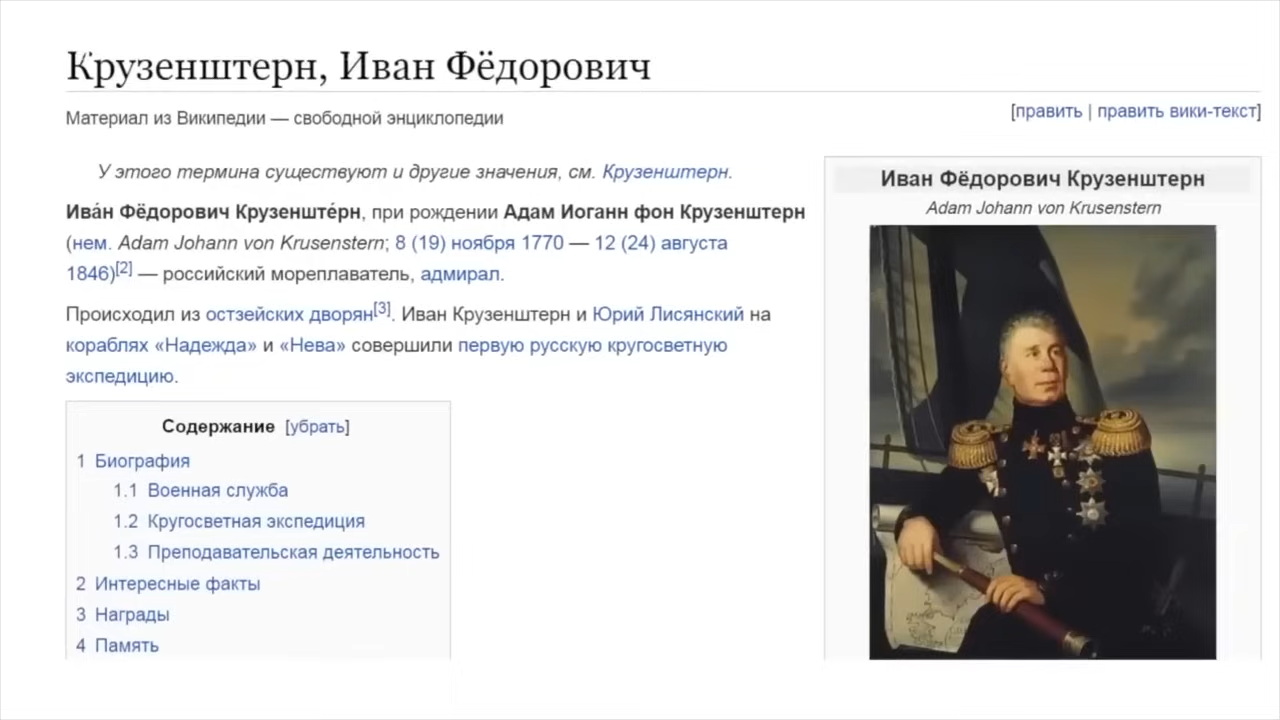 Крузенштерн, Иван Фёдорович
Материал из Википедии — свободной энциклопедии
[править | править вики-текст]
У этого термина существуют и другие значения, см. Крузенштерн.
Ива́н Фёдорович Крузенште́рн, при рождении Адам Иоганн фон Крузенштерн
(нем. Adam Johann von Krusenstern; 8 (19) ноября 1770 — 12 (24) августа
1846)[2] — российский мореплаватель, адмирал.
Происходил из остзейских дворян[3]. Иван Крузенштерн и Юрий Лисянский на
кораблях «Надежда» и «Нева» совершили первую русскую кругосветную
экспедицию.
Содержание [убрать]
1 Биография
1.1 Военная служба
1.2 Кругосветная экспедиция
1.3 Преподавательская деятельность
2 Интересные факты
3 Награды
4 Память
Иван Фёдорович Крузенштерн
Adam Johann von Krusenstern